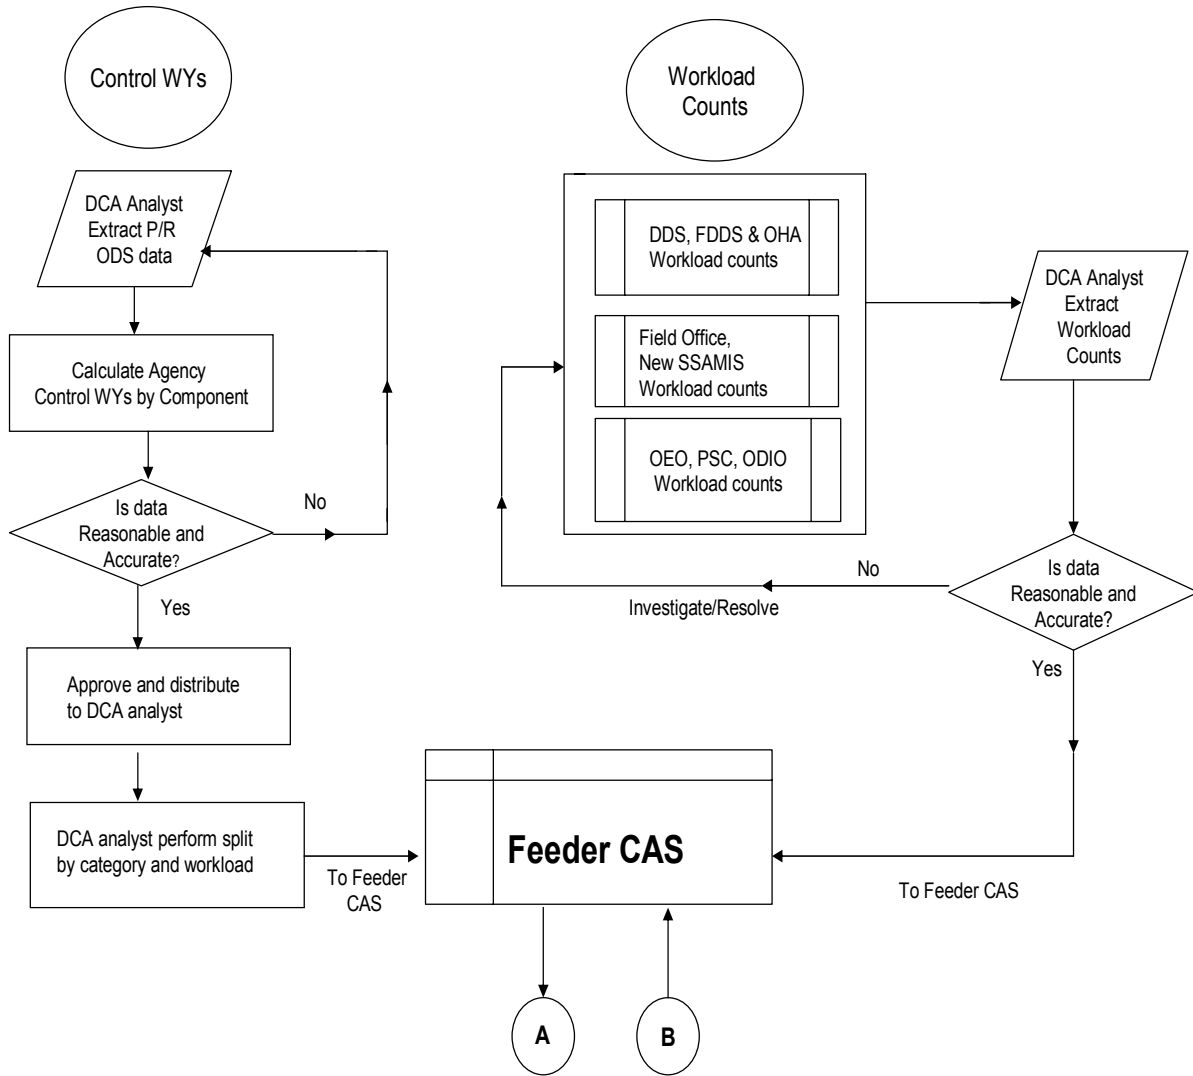 Control WYs
DCA Analyst
Extract P/R
ODS data
Calculate Agency
Control WYs by Component
Is data
Reasonable and
Accurate?
No
Yes
Approve and distribute
to DCA analyst
DCA analyst perform split
by category and workload
To Feeder
CAS
Workload
Counts
DDS, FDDS & OHA
Workload counts
Field Office,
New SSAMIS
Workload counts
OEO, PSC, ODIO
Workload counts
DCA Analyst
Extract
Workload
Counts
Is data
Reasonable and
Accurate?
No
Investigate/Resolve
Yes
To Feeder CAS
Feeder CAS
A
B